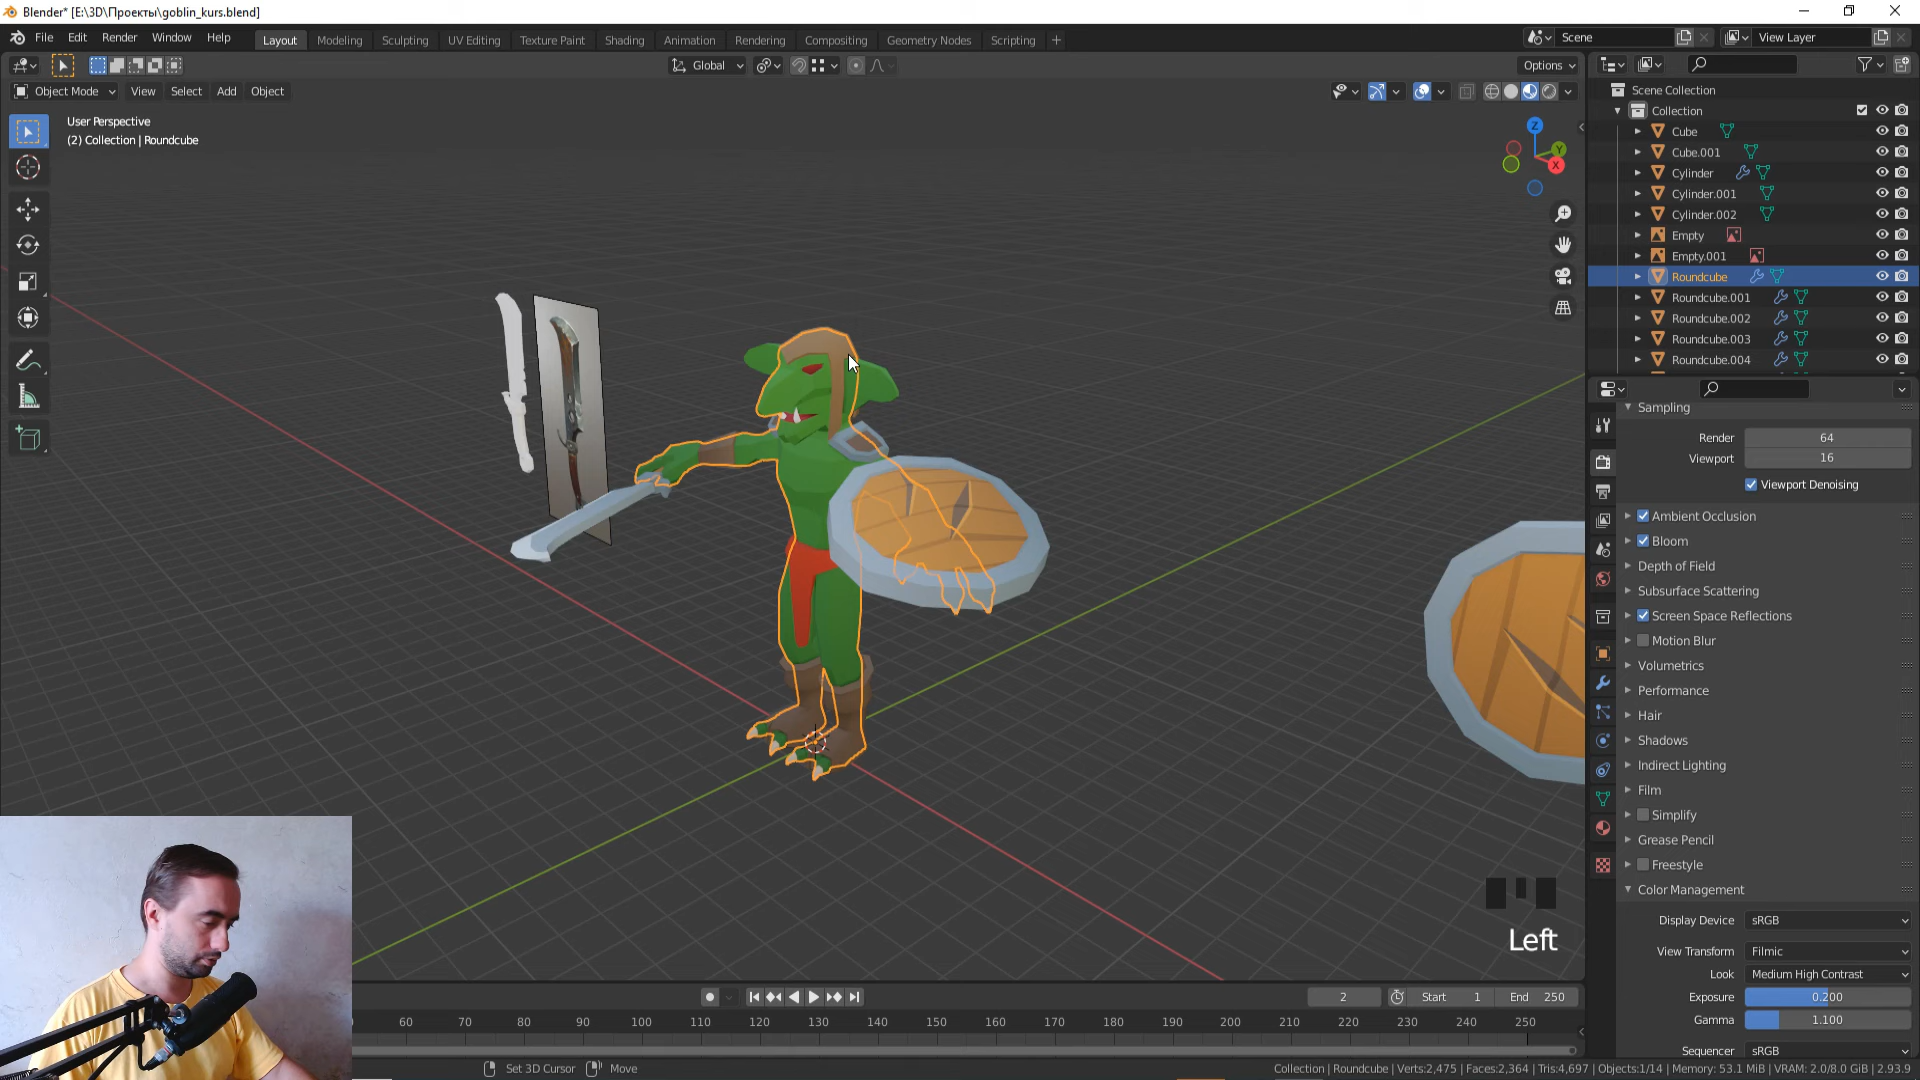 Blender* [E:\3D\Проекты\goblin_kurs.blend]
File Edit Render Window Help
Layout Modeling Sculpting UV Editing Texture Paint Shading Animation Rendering Compositing Geometry Nodes Scripting +
Scene
View Layer
Global
Options
Object Mode View Select Add Object
User Perspective
(2) Collection | Roundcube
Z
Y
X
Scene Collection
Collection
Cube
Cube.001
Cylinder
Cylinder.001
Cylinder.002
Empty
Empty.001
Roundcube
Roundcube.001
Roundcube.002
Roundcube.003
Roundcube.004
Sampling
Render 64
Viewport 16
Viewport Denoising
Ambient Occlusion
Bloom
Depth of Field
Subsurface Scattering
Screen Space Reflections
Motion Blur
Volumetrics
Performance
Hair
Shadows
Indirect Lighting
Film
Simplify
Grease Pencil
Freestyle
Color Management
Display Device sRGB
View Transform Filmic
Look Medium High Contrast
Exposure 0.200
Gamma 1.100
Sequencer sRGB
Left
2 Start 1 End 250
60 70 80 90 100 110 120 130 140 150 160 170 180 190 200 210 220 230 240 250
Set 3D Cursor Move
Collection | Roundcube | Verts:2,475 | Faces:2,364 | Tris:4,697 | Objects:1/14 | Memory: 53.1 MiB | VRAM: 2.0/8.0 GiB | 2.93.9